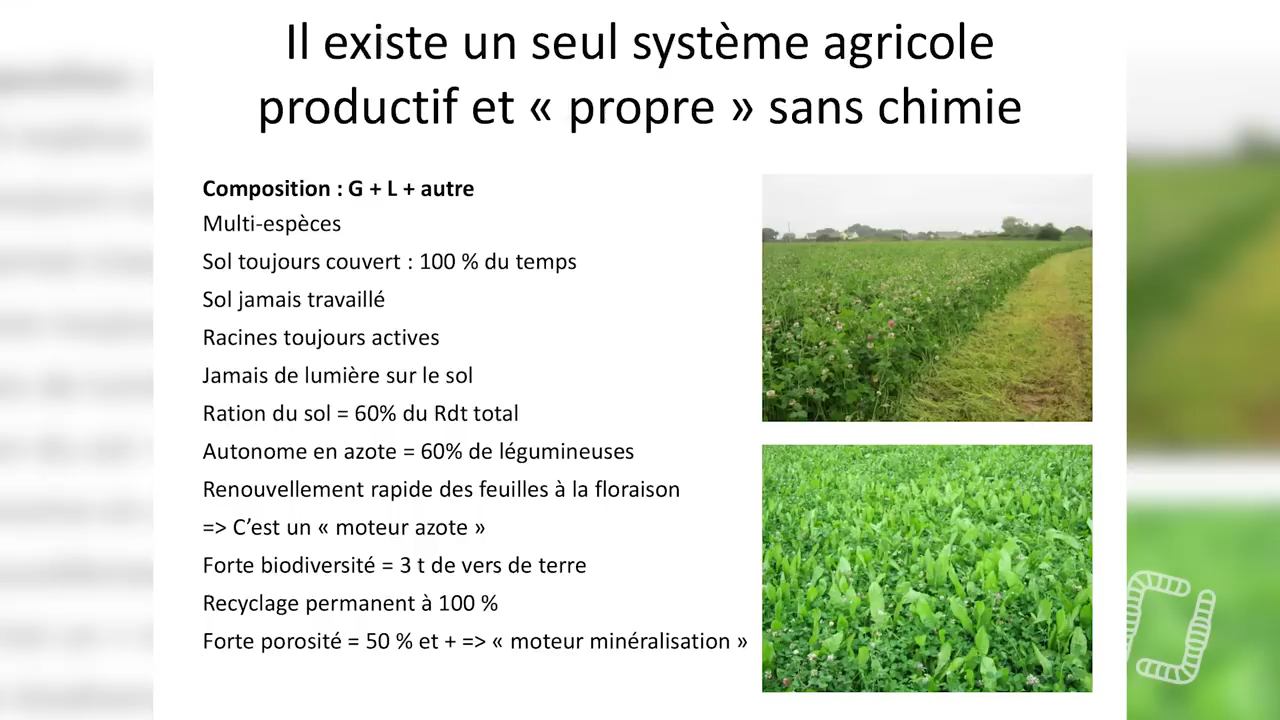 Il existe un seul système agricole
productif et « propre » sans chimie
Composition : G + L + autre
Multi-espèces
Sol toujours couvert : 100 % du temps
Sol jamais travaillé
Racines toujours actives
Jamais de lumière sur le sol
Ration du sol = 60% du Rdt total
Autonome en azote = 60% de légumineuses
Renouvellement rapide des feuilles à la floraison
=> C’est un « moteur azote »
Forte biodiversité = 3 t de vers de terre
Recyclage permanent à 100 %
Forte porosité = 50 % et + => « moteur minéralisation »